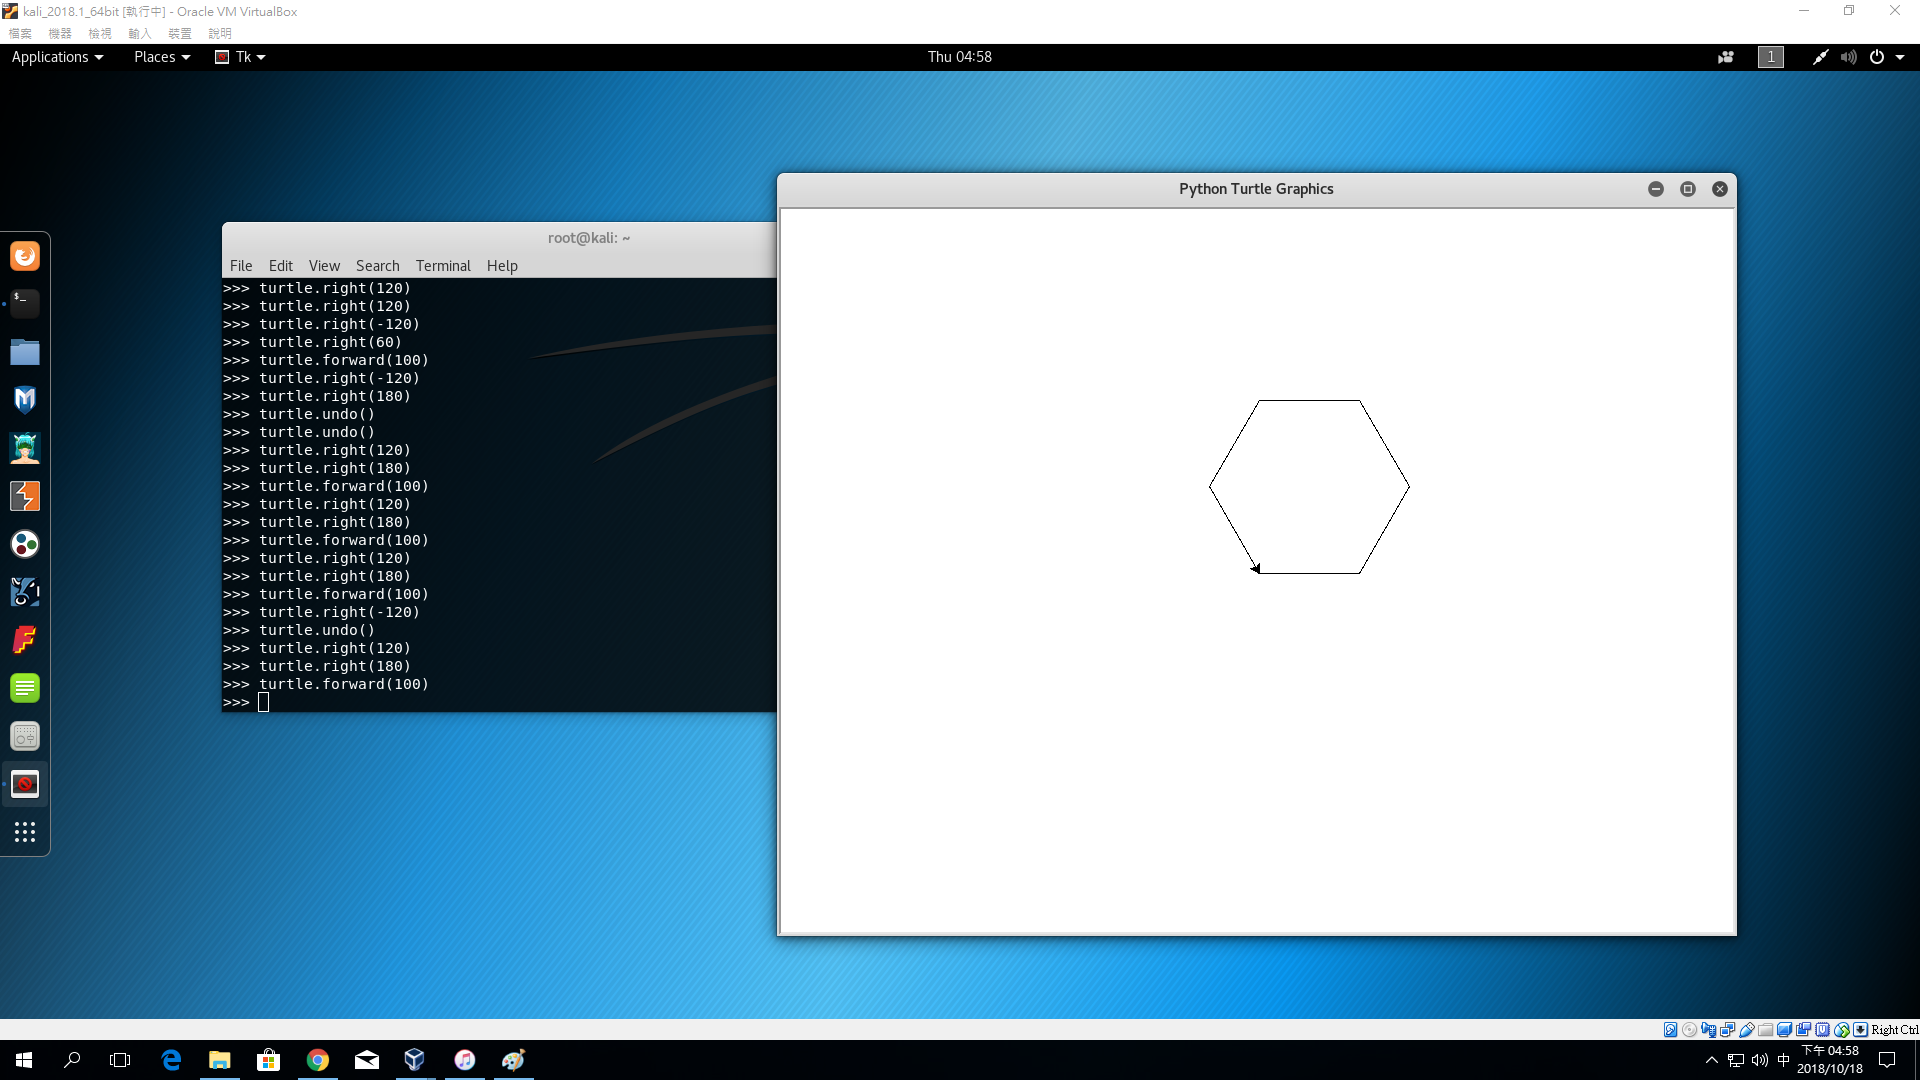 kali_2018.1_64bit [執行中] - Oracle VM VirtualBox
檔案 機器 檢視 輸入 裝置 說明
Applications Places Tk Thu 04:58 1
Python Turtle Graphics
root@kali: ~
File Edit View Search Terminal Help
>>> turtle.right(120)
>>> turtle.right(120)
>>> turtle.right(-120)
>>> turtle.right(60)
>>> turtle.forward(100)
>>> turtle.right(-120)
>>> turtle.right(180)
>>> turtle.undo()
>>> turtle.undo()
>>> turtle.right(120)
>>> turtle.right(180)
>>> turtle.forward(100)
>>> turtle.right(120)
>>> turtle.right(180)
>>> turtle.forward(100)
>>> turtle.right(120)
>>> turtle.right(180)
>>> turtle.forward(100)
>>> turtle.right(-120)
>>> turtle.undo()
>>> turtle.right(120)
>>> turtle.right(180)
>>> turtle.forward(100)
>>>
Right Ctrl
中 下午 04:58
2018/10/18